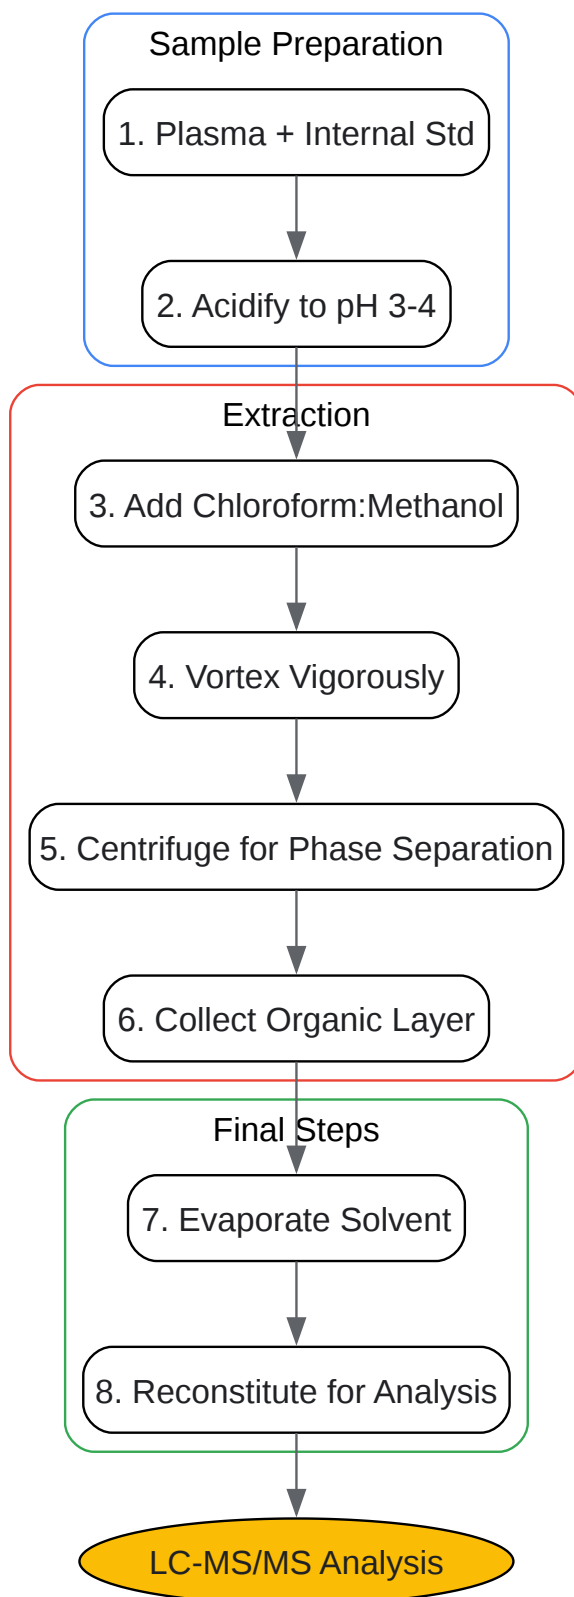 Sample Preparation
1. Plasma + Internal Std
2. Acidify to pH 3-4
Extraction
3. Add Chloroform:Methanol
4. Vortex Vigorously
5. Centrifuge for Phase Separation
6. Collect Organic Layer
Final Steps
7. Evaporate Solvent
8. Reconstitute for Analysis
LC-MS/MS Analysis